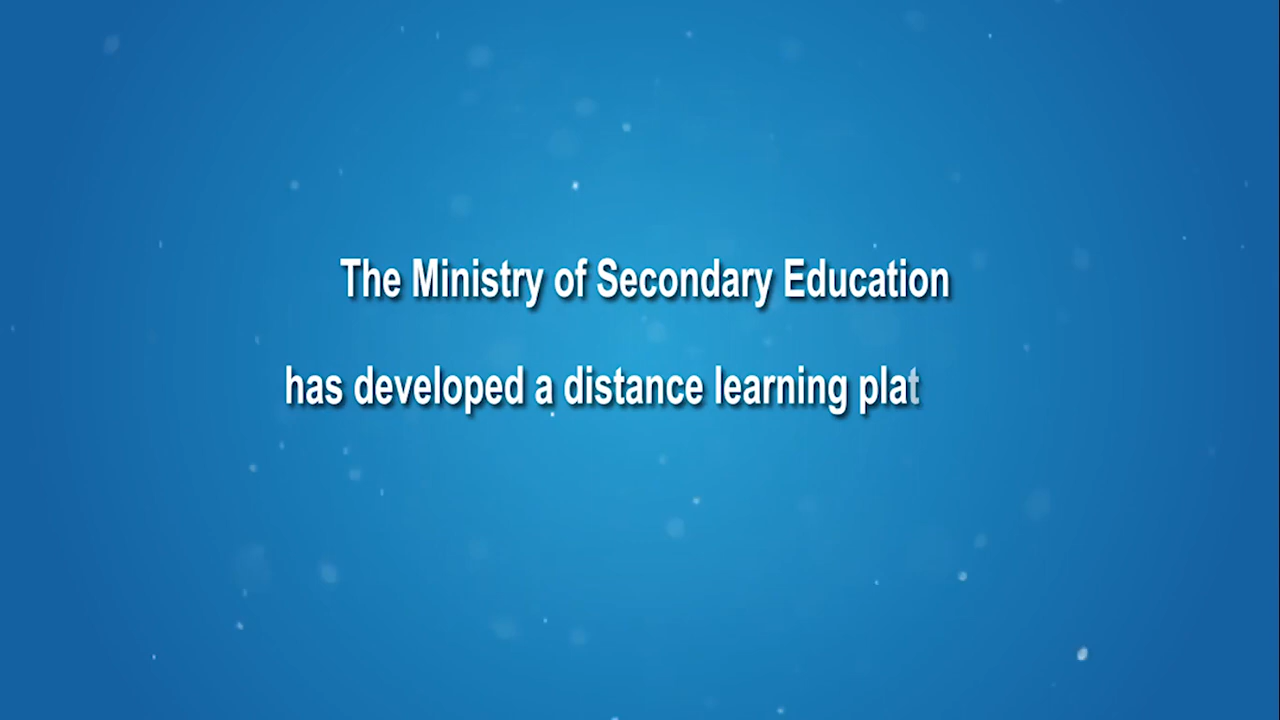 The Ministry of Secondary Education
has developed a distance learning plat